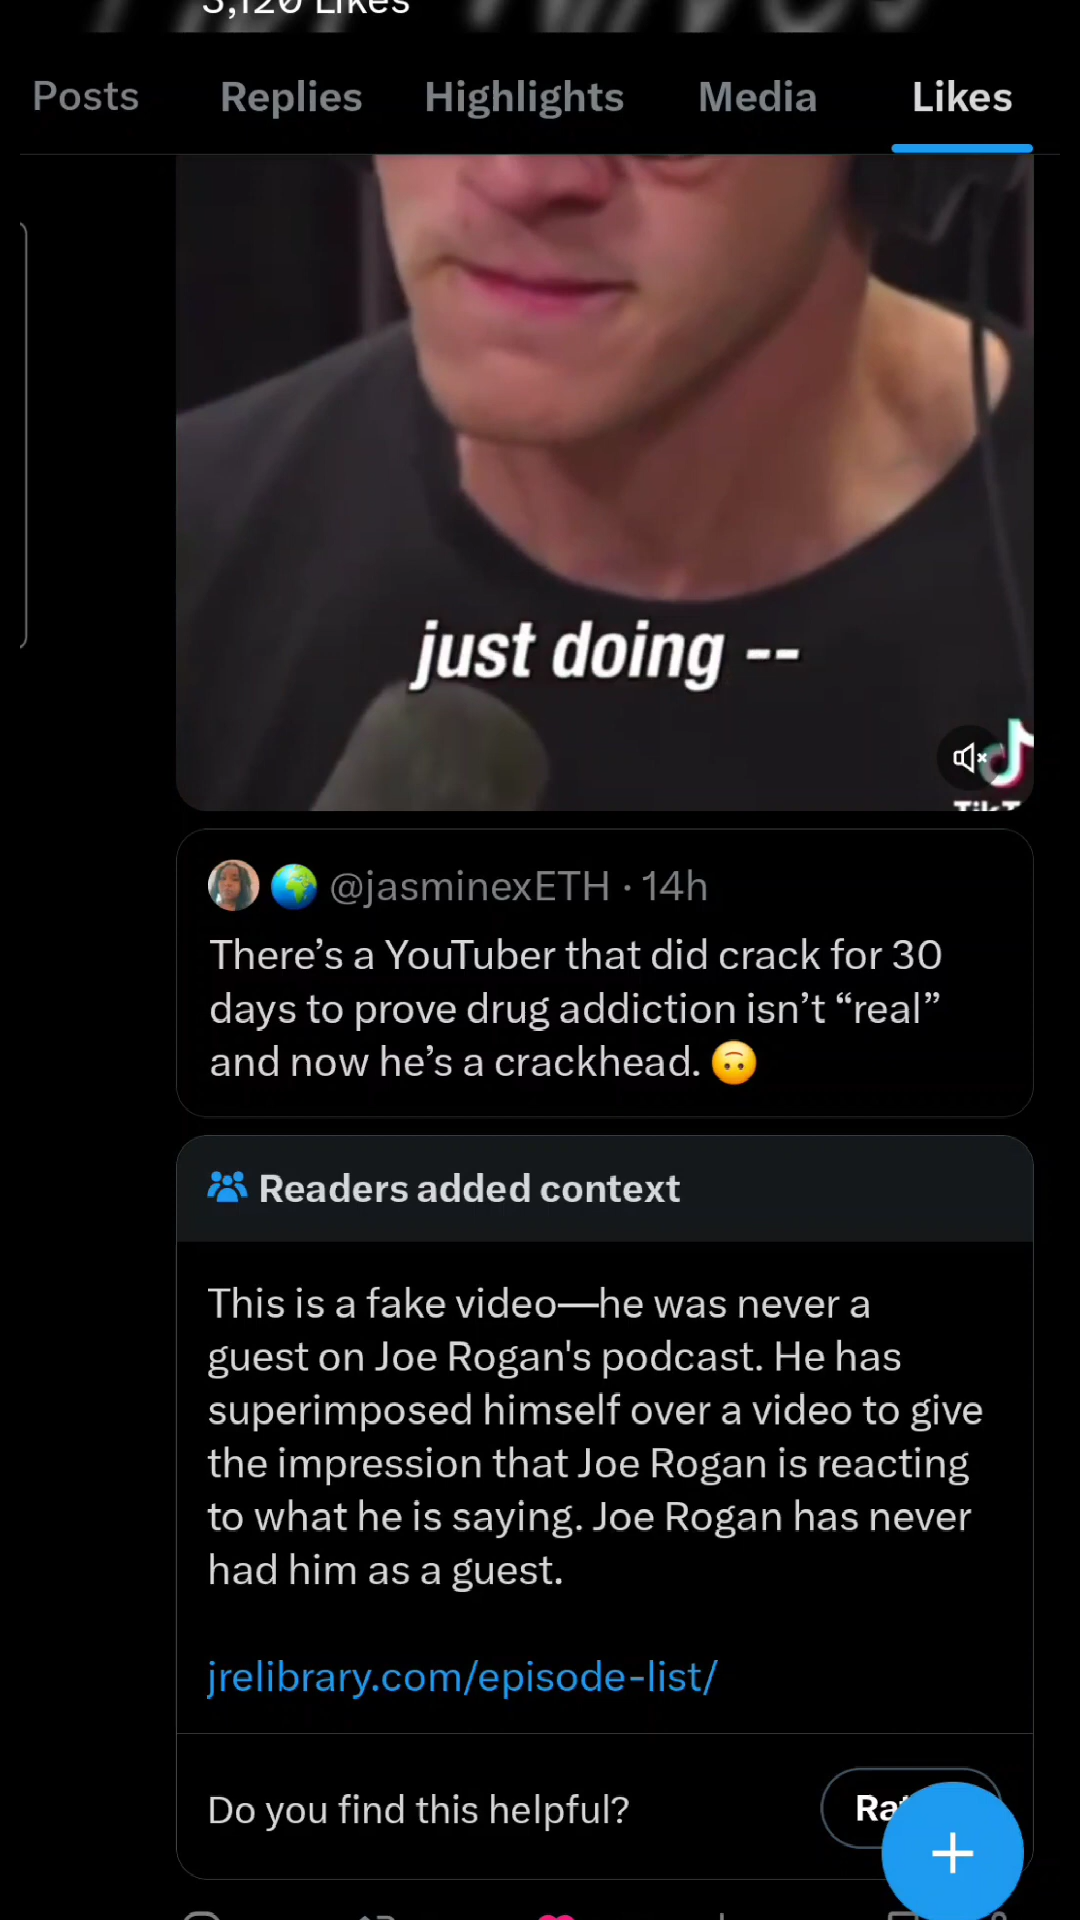 3,120 Likes
Posts Replies Highlights Media Likes
just doing --
TikT
@jasminexETH · 14h
There’s a YouTuber that did crack for 30
days to prove drug addiction isn’t “real”
and now he’s a crackhead. 🙃
Readers added context
This is a fake video—he was never a
guest on Joe Rogan's podcast. He has
superimposed himself over a video to give
the impression that Joe Rogan is reacting
to what he is saying. Joe Rogan has never
had him as a guest.
jrelibrary.com/episode-list/
Do you find this helpful?